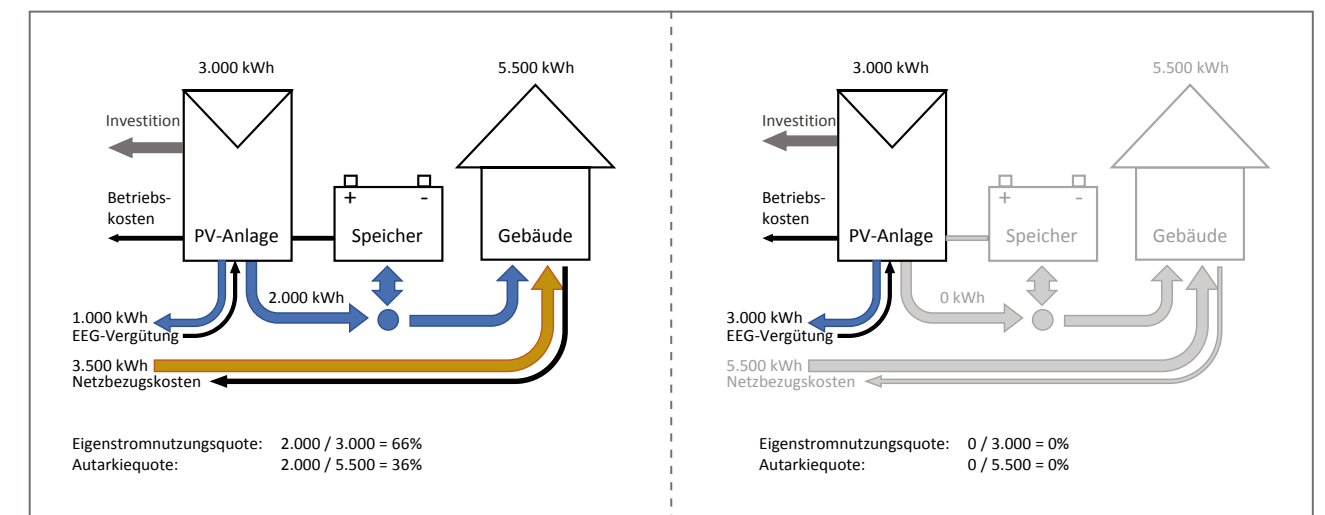 3.000 kWh
5.500 kWh
Investition
Betriebs-
kosten
PV-Anlage
+ -
Speicher
Gebäude
2.000 kWh
1.000 kWh
EEG-Vergütung
3.500 kWh
Netzbezugskosten
Eigenstromnutzungsquote: 2.000 / 3.000 = 66%
Autarkiequote: 2.000 / 5.500 = 36%
3.000 kWh
5.500 kWh
Investition
Betriebs-
kosten
PV-Anlage
+ -
Speicher
Gebäude
0 kWh
3.000 kWh
EEG-Vergütung
5.500 kWh
Netzbezugskosten
Eigenstromnutzungsquote: 0 / 3.000 = 0%
Autarkiequote: 0 / 5.500 = 0%